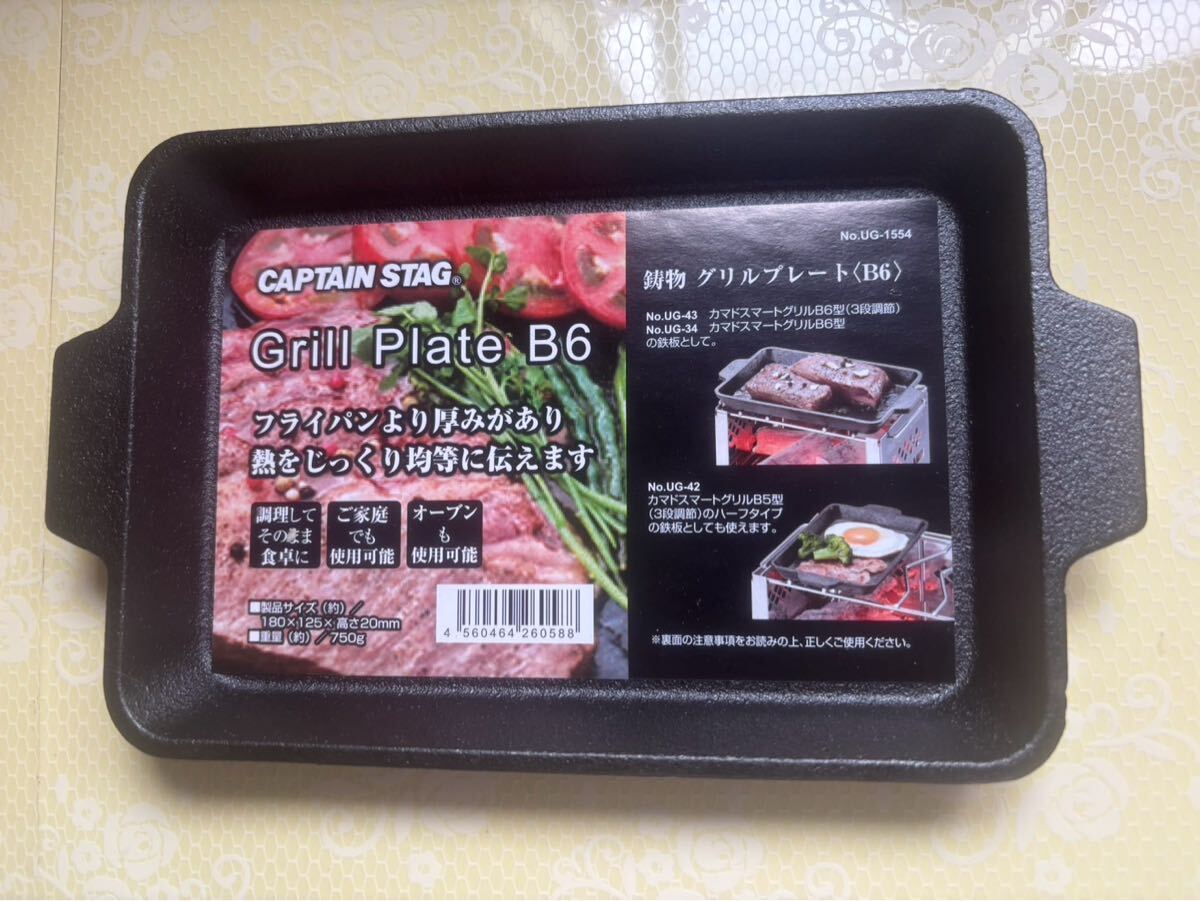 CAPTAIN STAG®
Grill Plate B6
フライパンより厚みがあり
熱をじっくり均等に伝えます
調理して
そのまま
食卓に
ご家庭
でも
使用可能
オーブン
も
使用可能
■製品サイズ（約）／
180×125×高さ20mm
■重量（約）／750g
4 560464 260588
No.UG-1554
鋳物 グリルプレート〈B6〉
No.UG-43 カマドスマートグリルB6型（3段調節）
No.UG-34 カマドスマートグリルB6型
の鉄板として。
No.UG-42
カマドスマートグリルB5型
（3段調節）のハーフタイプ
の鉄板としても使えます。
※裏面の注意事項をお読みの上、正しくご使用ください。